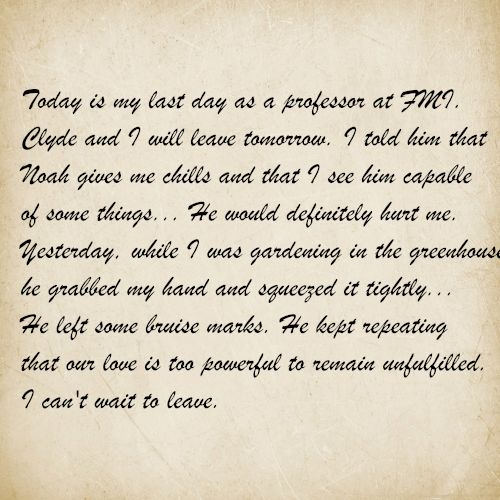 Today is my last day as a professor at FMI.
Clyde and I will leave tomorrow. I told him that
Noah gives me chills and that I see him capable
of some things... He would definitely hurt me.
Yesterday, while I was gardening in the greenhouse
he grabbed my hand and squeezed it tightly...
He left some bruise marks. He kept repeating
that our love is too powerful to remain unfulfilled.
I can't wait to leave.